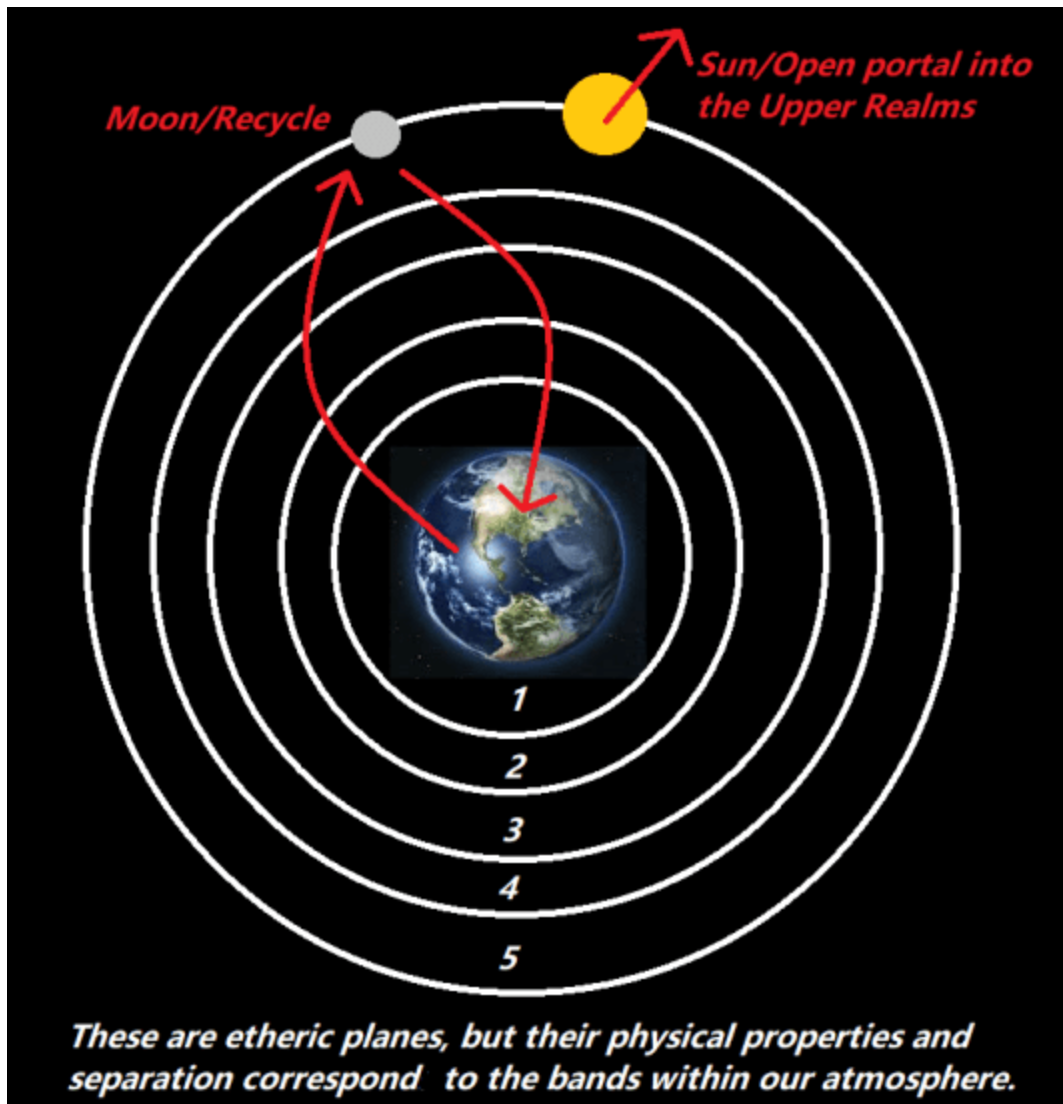 Sun/Open portal into
the Upper Realms
Moon/Recycle
1
2
3
4
5
These are etheric planes, but their physical properties and
separation correspond to the bands within our atmosphere.